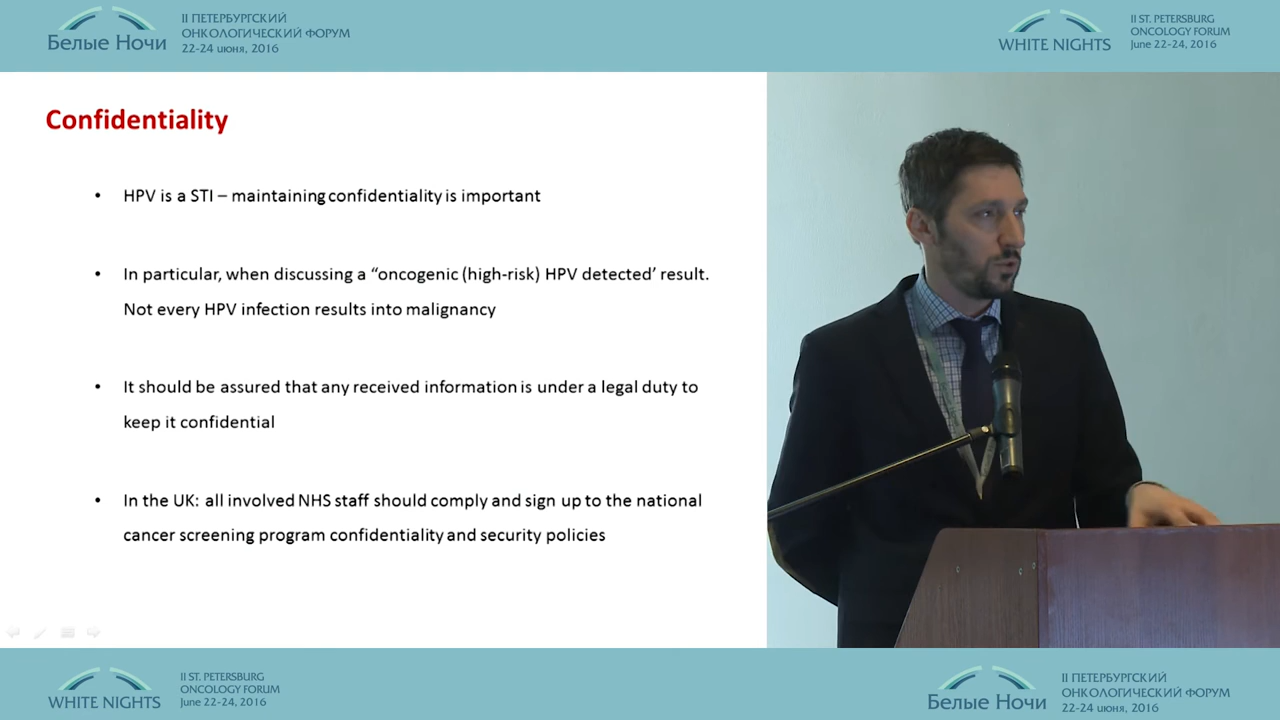 Белые Ночи
II ПЕТЕРБУРГСКИЙ
ОНКОЛОГИЧЕСКИЙ ФОРУМ
22-24 июня, 2016
WHITE NIGHTS
II ST. PETERSBURG
ONCOLOGY FORUM
June 22-24, 2016
Confidentiality
• HPV is a STI – maintaining confidentiality is important
• In particular, when discussing a “oncogenic (high-risk) HPV detected’ result.
Not every HPV infection results into malignancy
• It should be assured that any received information is under a legal duty to
keep it confidential
• In the UK: all involved NHS staff should comply and sign up to the national
cancer screening program confidentiality and security policies
WHITE NIGHTS
II ST. PETERSBURG
ONCOLOGY FORUM
June 22-24, 2016
Белые Ночи
II ПЕТЕРБУРГСКИЙ
ОНКОЛОГИЧЕСКИЙ ФОРУМ
22-24 июня, 2016